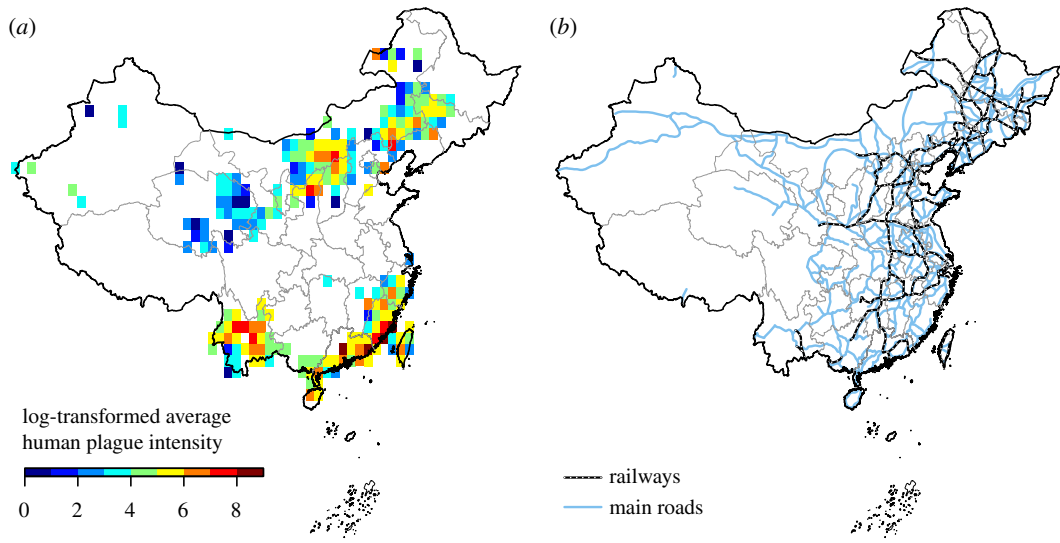 (a)
log-transformed average
human plague intensity
0 2 4 6 8
(b)
railways
main roads